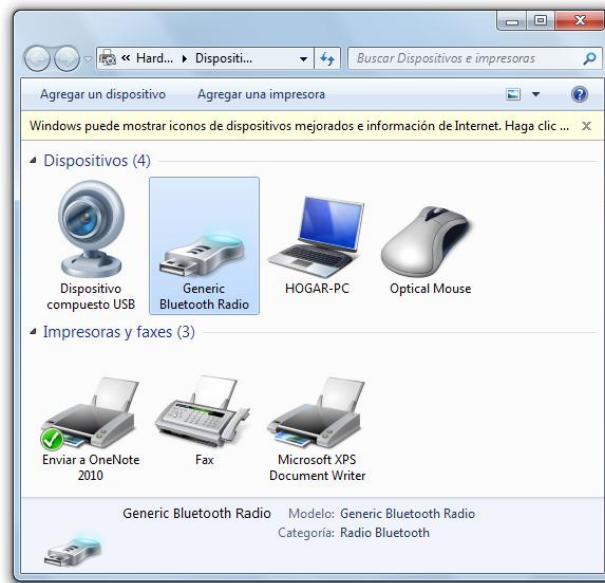 « Hard... ▸ Dispositi...
Buscar Dispositivos e impresoras
Agregar un dispositivo Agregar una impresora
Windows puede mostrar iconos de dispositivos mejorados e información de Internet. Haga clic ...
Dispositivos (4)
Dispositivo
compuesto USB
Generic
Bluetooth Radio
HOGAR-PC
Optical Mouse
Impresoras y faxes (3)
Enviar a OneNote
2010
Fax
Microsoft XPS
Document Writer
Generic Bluetooth Radio Modelo: Generic Bluetooth Radio
Categoría: Radio Bluetooth